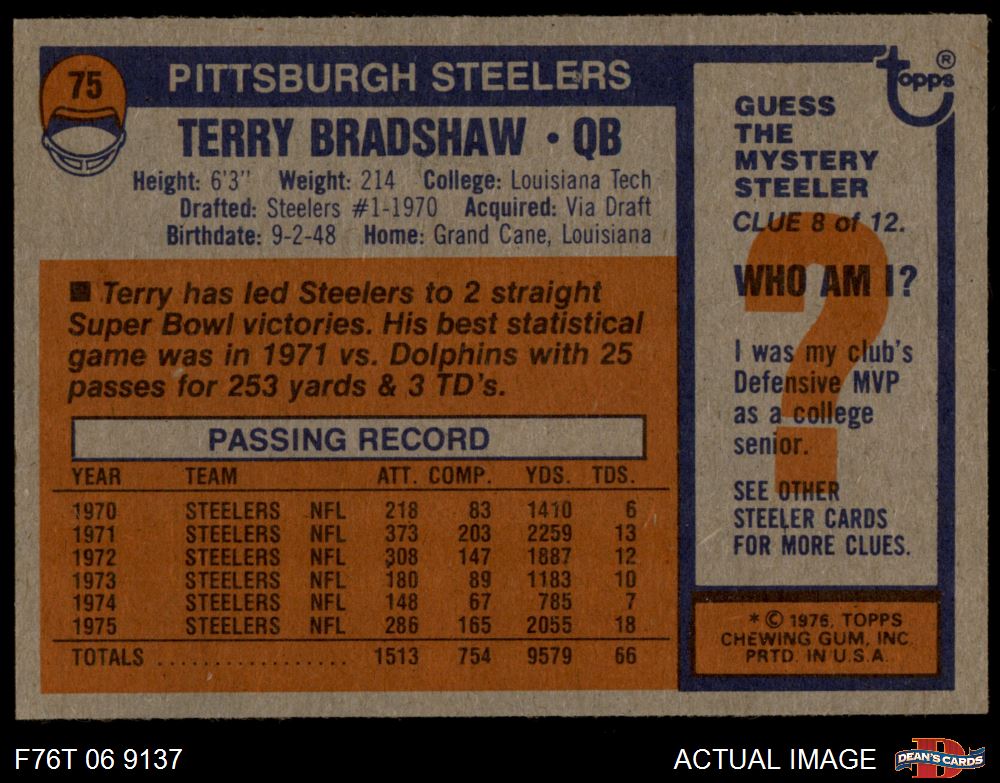 75
PITTSBURGH STEELERS
TERRY BRADSHAW • QB
Height: 6'3" Weight: 214 College: Louisiana Tech
Drafted: Steelers #1-1970 Acquired: Via Draft
Birthdate: 9-2-48 Home: Grand Cane, Louisiana
■ Terry has led Steelers to 2 straight
Super Bowl victories. His best statistical
game was in 1971 vs. Dolphins with 25
passes for 253 yards & 3 TD's.
PASSING RECORD
YEAR TEAM ATT. COMP. YDS. TDS.
1970 STEELERS NFL 218 83 1410 6
1971 STEELERS NFL 373 203 2259 13
1972 STEELERS NFL 308 147 1887 12
1973 STEELERS NFL 180 89 1183 10
1974 STEELERS NFL 148 67 785 7
1975 STEELERS NFL 286 165 2055 18
TOTALS .................. 1513 754 9579 66
topps ®
GUESS
THE
MYSTERY
STEELER
CLUE 8 of 12.
?
WHO AM I?
I was my club's
Defensive MVP
as a college
senior.
SEE OTHER
STEELER CARDS
FOR MORE CLUES.
* © 1976, TOPPS
CHEWING GUM, INC.
PRTD. IN U.S.A.
F76T 06 9137
ACTUAL IMAGE
D
DEAN'S CARDS